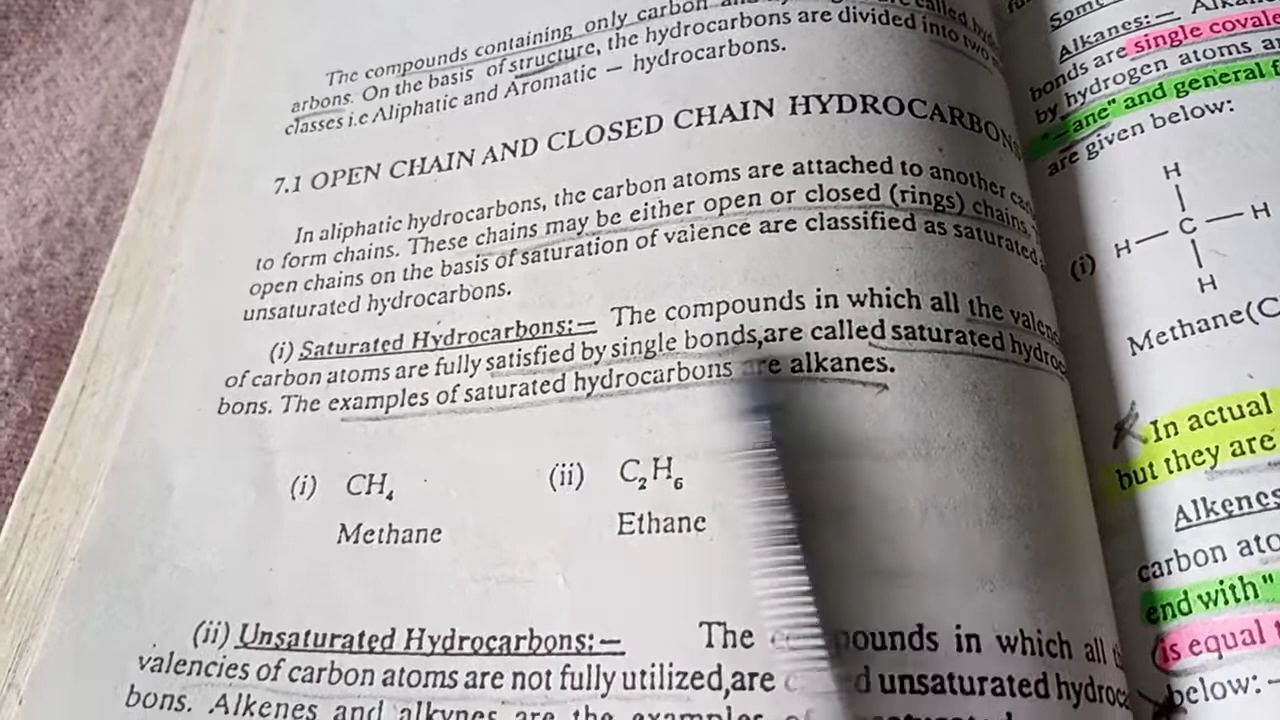 The compounds containing only carbon
arbons. On the basis of structure, the hydrocarbons are divided into two
classes i.e Aliphatic and Aromatic – hydrocarbons.
7.1 OPEN CHAIN AND CLOSED CHAIN HYDROCARBONS
In aliphatic hydrocarbons, the carbon atoms are attached to another
to form chains. These chains may be either open or closed (rings) chains.
open chains on the basis of saturation of valence are classified as saturated
unsaturated hydrocarbons.
(i) Saturated Hydrocarbons:– The compounds in which all the
of carbon atoms are fully satisfied by single bonds,are called saturated hydroc
bons. The examples of saturated hydrocarbons are alkanes.
(i) CH₄ (ii) C₂H₆
Methane Ethane
(ii) Unsaturated Hydrocarbons:– The pounds in which all
valencies of carbon atoms are not fully utilized,are d unsaturated hydroc
bons. Alkenes and alkynes are the examples of
Some
Alkanes:–
bonds are single covale
by hydrogen atoms
"–ane" and general f
are given below:
H
H — C — H
(i)
H
Methane(C
In actual
but they are
Alkenes
carbon ato
end with"
(is equal
below:–